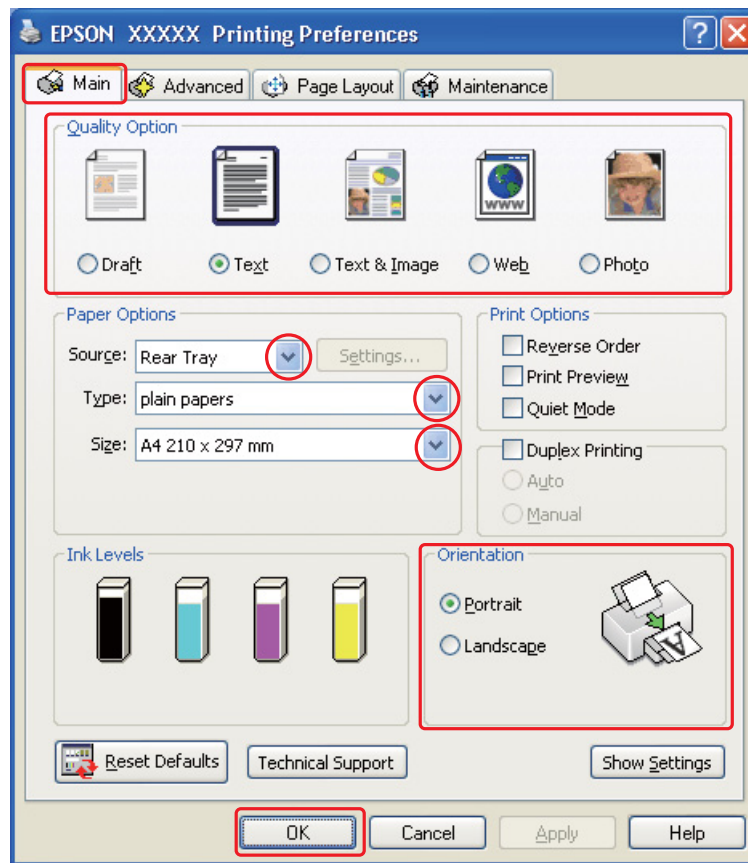 EPSON XXXXX Printing Preferences
Main Advanced Page Layout Maintenance
Quality Option
WWW
Draft Text Text & Image Web Photo
Paper Options
Source: Rear Tray Settings...
Type: plain papers
Size: A4 210 x 297 mm
Print Options
Reverse Order
Print Preview
Quiet Mode
Duplex Printing
Auto
Manual
Ink Levels
Orientation
Portrait
Landscape
A
Reset Defaults Technical Support Show Settings
OK Cancel Apply Help